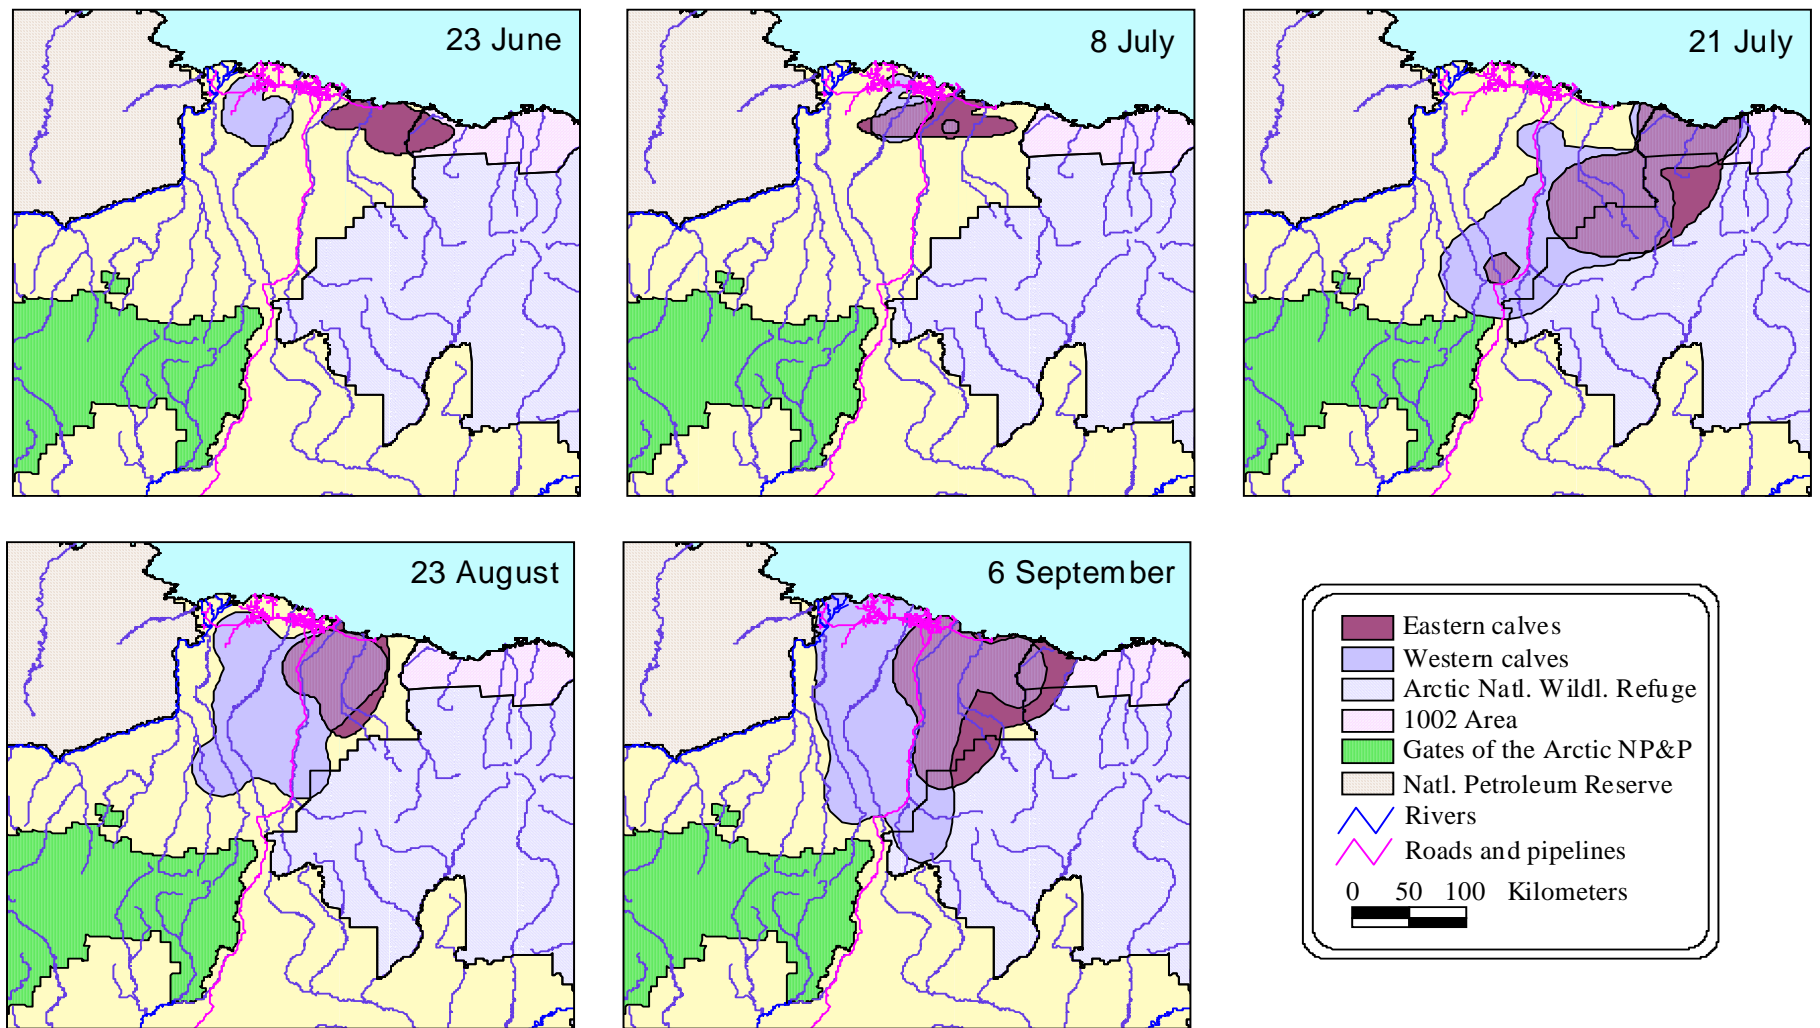 23 June
8 July
21 July
23 August
6 September
Eastern calves
Western calves
Arctic Natl. Wildl. Refuge
1002 Area
Gates of the Arctic NP&P
Natl. Petroleum Reserve
Rivers
Roads and pipelines
0 50 100 Kilometers